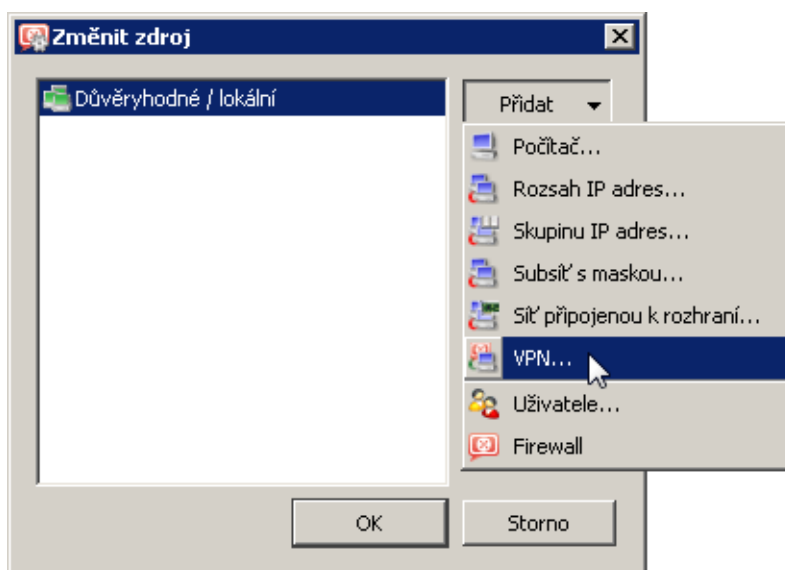 Změnit zdroj
Důvěryhodné / lokální
Přidat
Počítač...
Rozsah IP adres...
Skupinu IP adres...
Subsíť s maskou...
Síť připojenou k rozhraní...
VPN...
Uživatele...
Firewall
OK
Storno